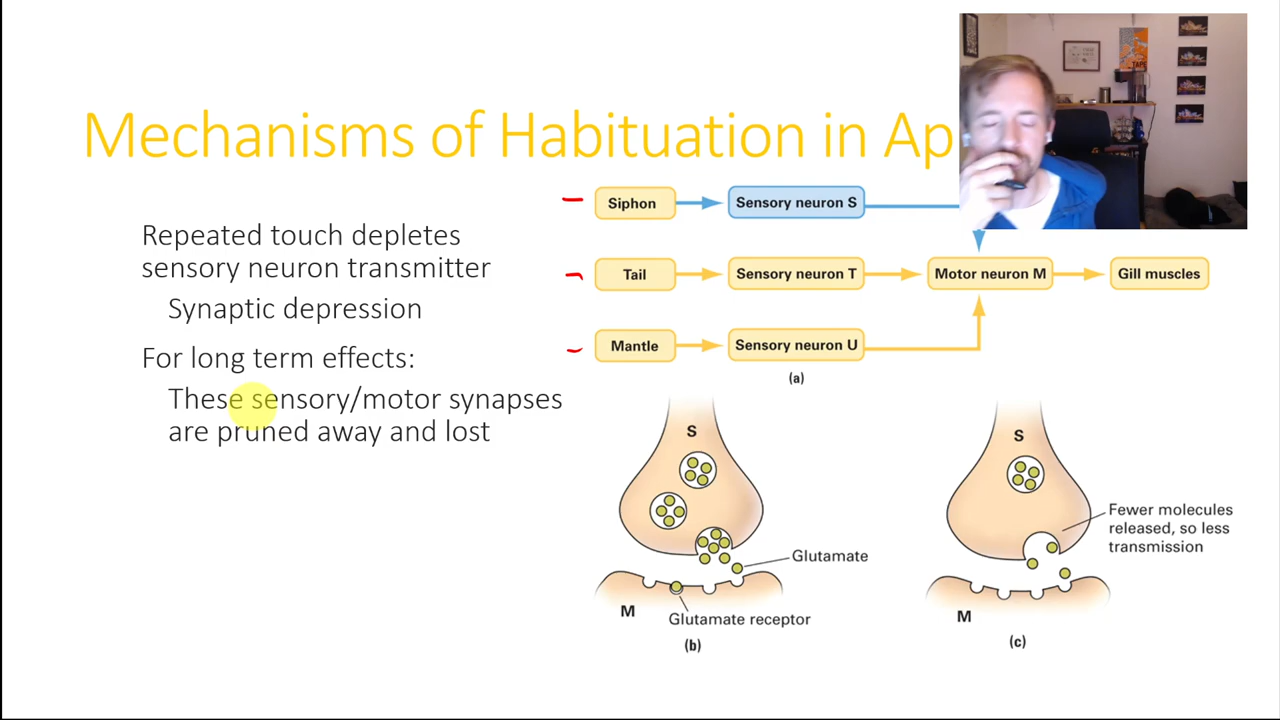 Mechanisms of Habituation in Ap
Repeated touch depletes
sensory neuron transmitter
Synaptic depression
For long term effects:
These sensory/motor synapses
are pruned away and lost
Siphon
Sensory neuron S
Tail
Sensory neuron T
Motor neuron M
Gill muscles
Mantle
Sensory neuron U
(a)
S
Glutamate
M
Glutamate receptor
(b)
S
Fewer molecules
released, so less
transmission
M
(c)